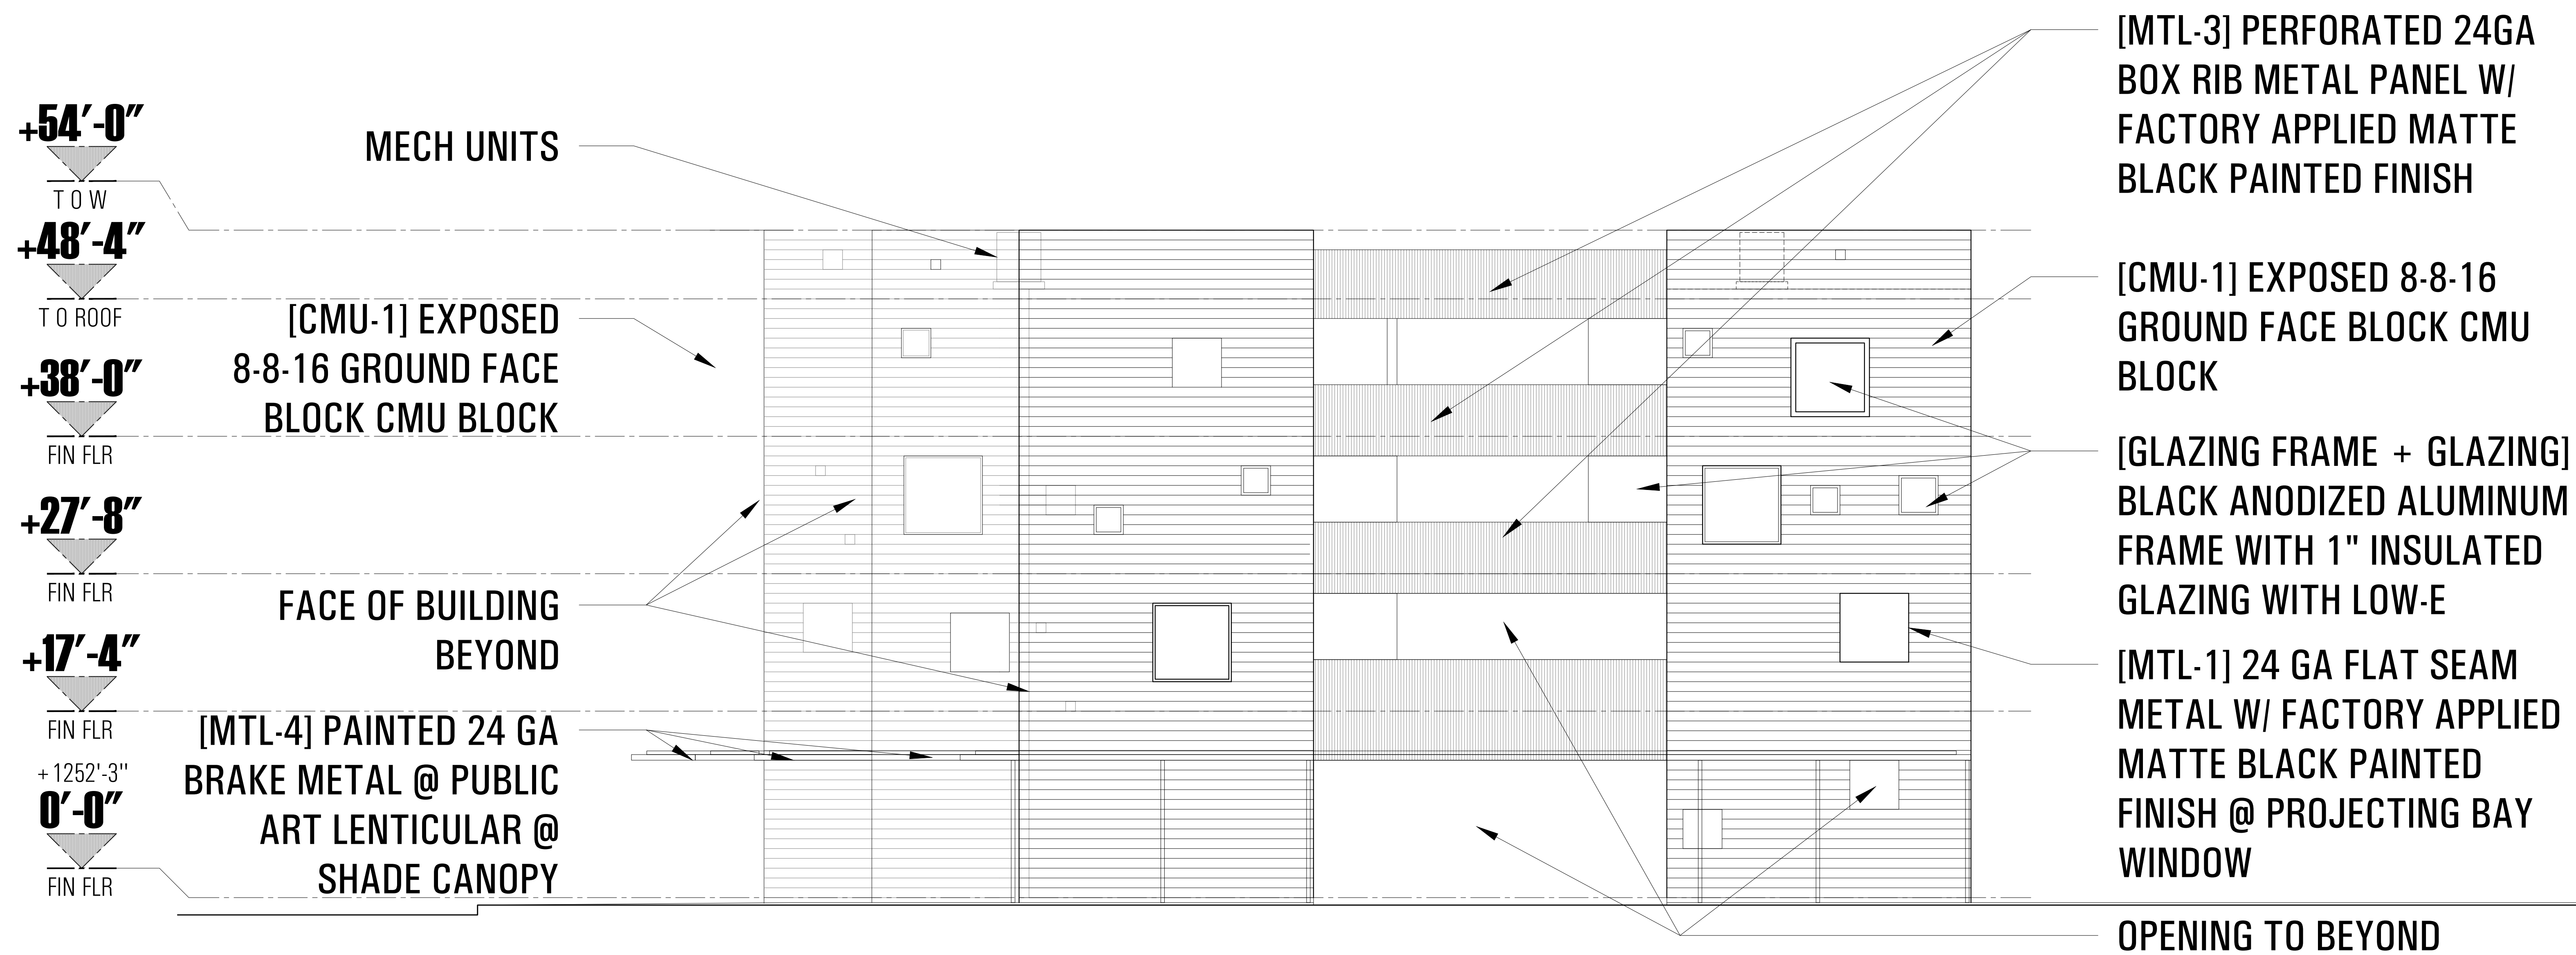 +54'-0"
T O W
+48'-4"
T O ROOF
+38'-0"
FIN FLR
+27'-8"
FIN FLR
+17'-4"
FIN FLR
+1252'-3"
0'-0"
FIN FLR
MECH UNITS
[CMU-1] EXPOSED
8-8-16 GROUND FACE
BLOCK CMU BLOCK
FACE OF BUILDING
BEYOND
[MTL-4] PAINTED 24 GA
BRAKE METAL @ PUBLIC
ART LENTICULAR @
SHADE CANOPY
[MTL-3] PERFORATED 24GA
BOX RIB METAL PANEL W/
FACTORY APPLIED MATTE
BLACK PAINTED FINISH
[CMU-1] EXPOSED 8-8-16
GROUND FACE BLOCK CMU
BLOCK
[GLAZING FRAME + GLAZING]
BLACK ANODIZED ALUMINUM
FRAME WITH 1" INSULATED
GLAZING WITH LOW-E
[MTL-1] 24 GA FLAT SEAM
METAL W/ FACTORY APPLIED
MATTE BLACK PAINTED
FINISH @ PROJECTING BAY
WINDOW
OPENING TO BEYOND